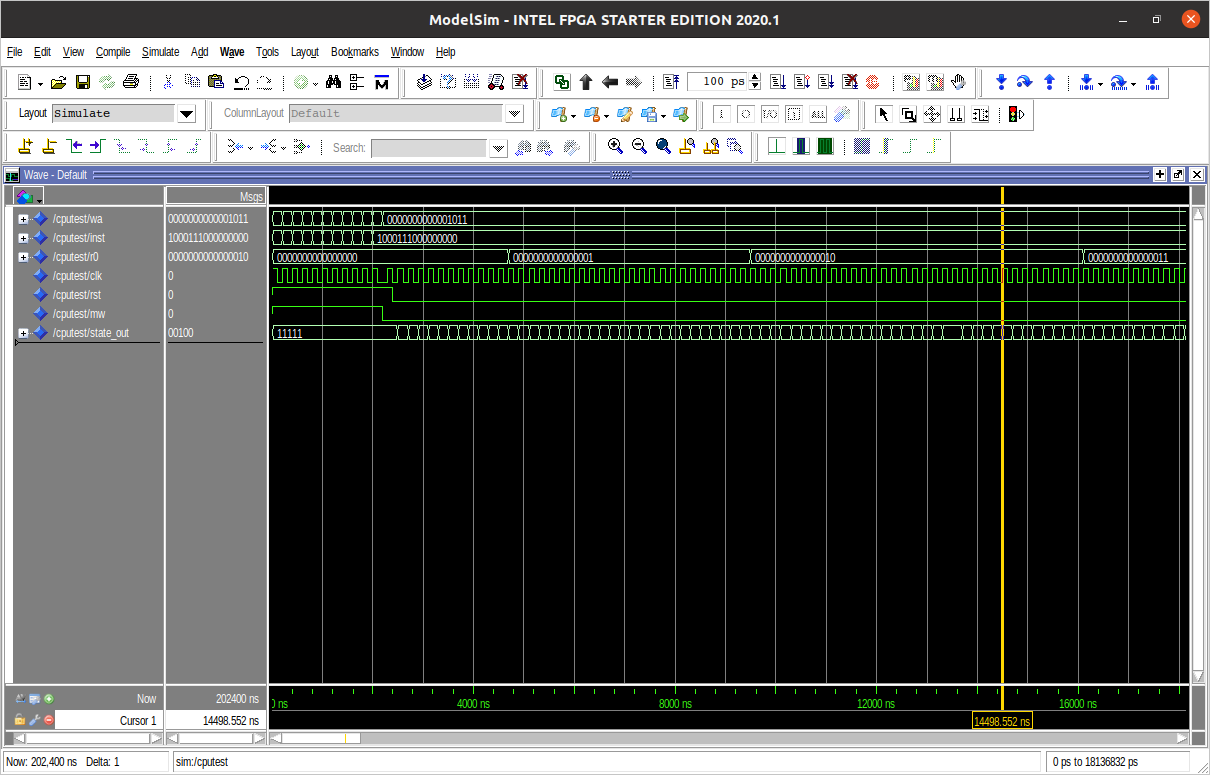 ModelSim - INTEL FPGA STARTER EDITION 2020.1
File Edit View Compile Simulate Add Wave Tools Layout Bookmarks Window Help
100 ps
Layout Simulate ColumnLayout Default
Search:
Wave - Default
Msgs
/cputest/wa 0000000000001011 0000000000001011
/cputest/inst 1000111000000000 1000111000000000
/cputest/r0 0000000000000010 0000000000000000 0000000000000001 0000000000000010 0000000000000011
/cputest/clk 0
/cputest/rst 0
/cputest/mw 0
/cputest/state_out 00100 11111
Now 202400 ns ns 4000 ns 8000 ns 12000 ns 16000 ns
Cursor 1 14498.552 ns 14498.552 ns
Now: 202,400 ns Delta: 1 sim:/cputest 0 ps to 18136832 ps